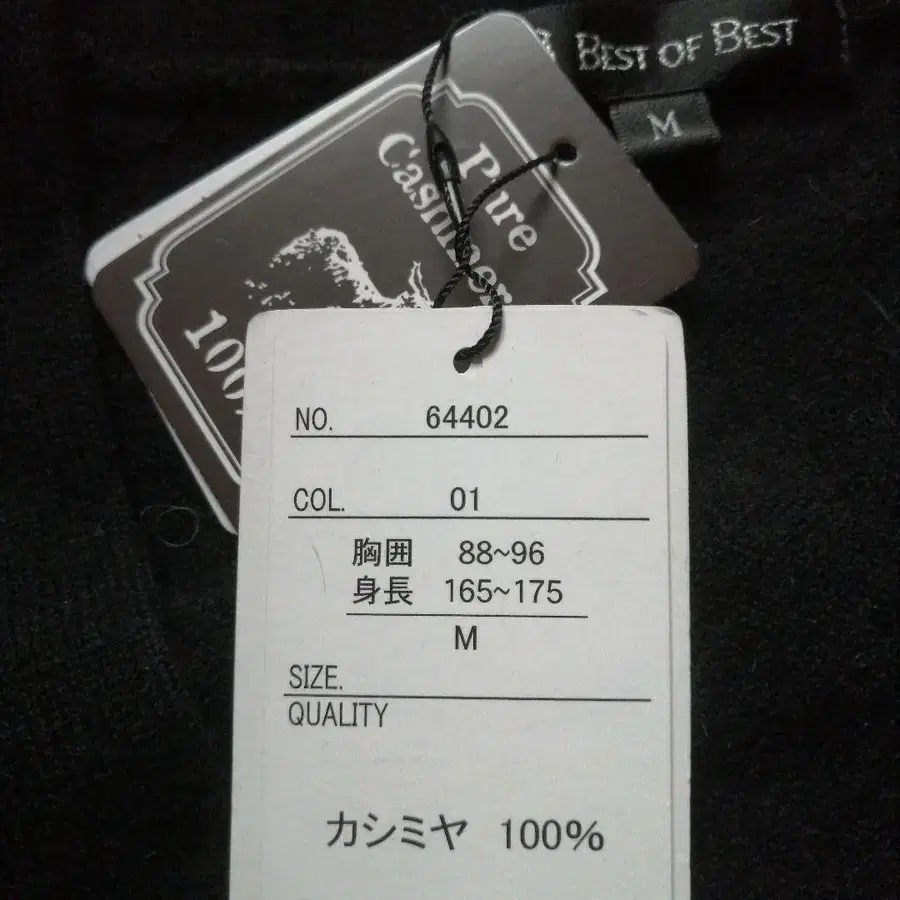 BEST OF BEST
M
Pure
100%
NO. 64402
COL. 01
胸囲 88~96
身長 165~175
M
SIZE.
QUALITY
カシミヤ 100%